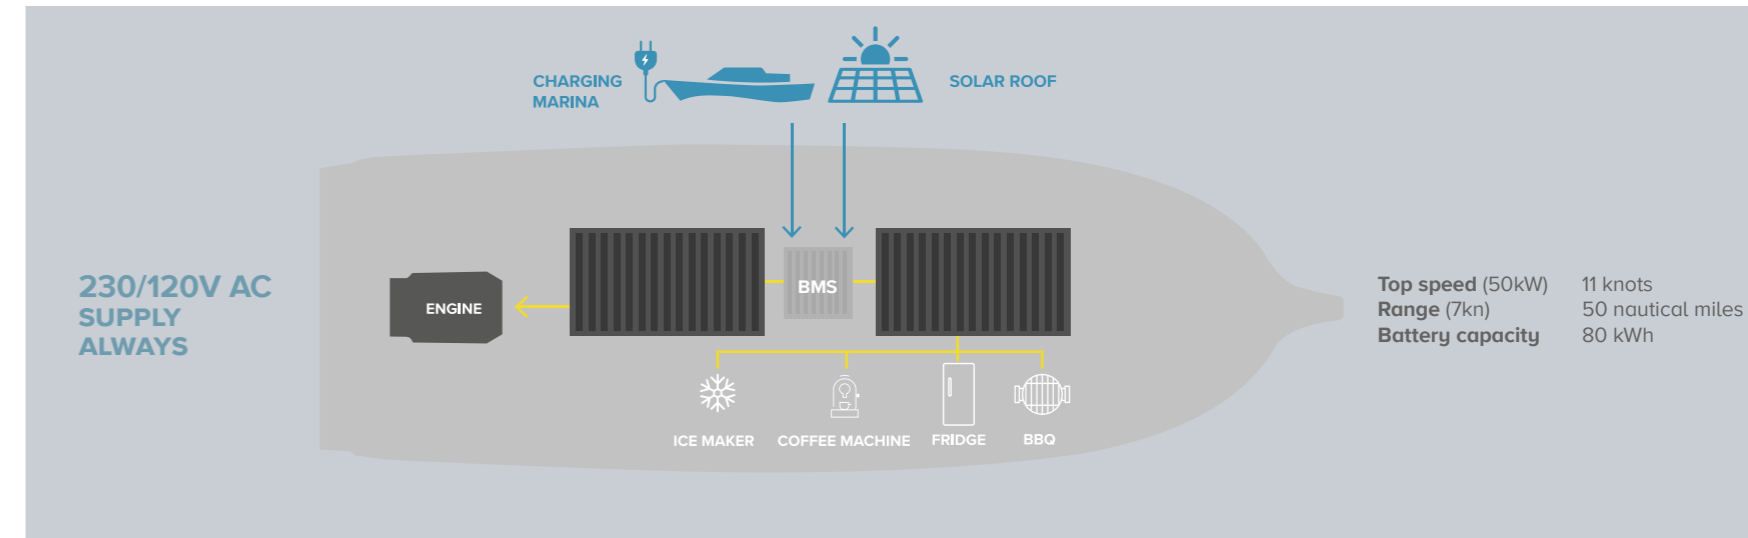 CHARGING
MARINA
SOLAR ROOF
230/120V AC
SUPPLY
ALWAYS
ENGINE
BMS
ICE MAKER
COFFEE MACHINE
FRIDGE
BBQ
Top speed (50kW) 11 knots
Range (7kn) 50 nautical miles
Battery capacity 80 kWh